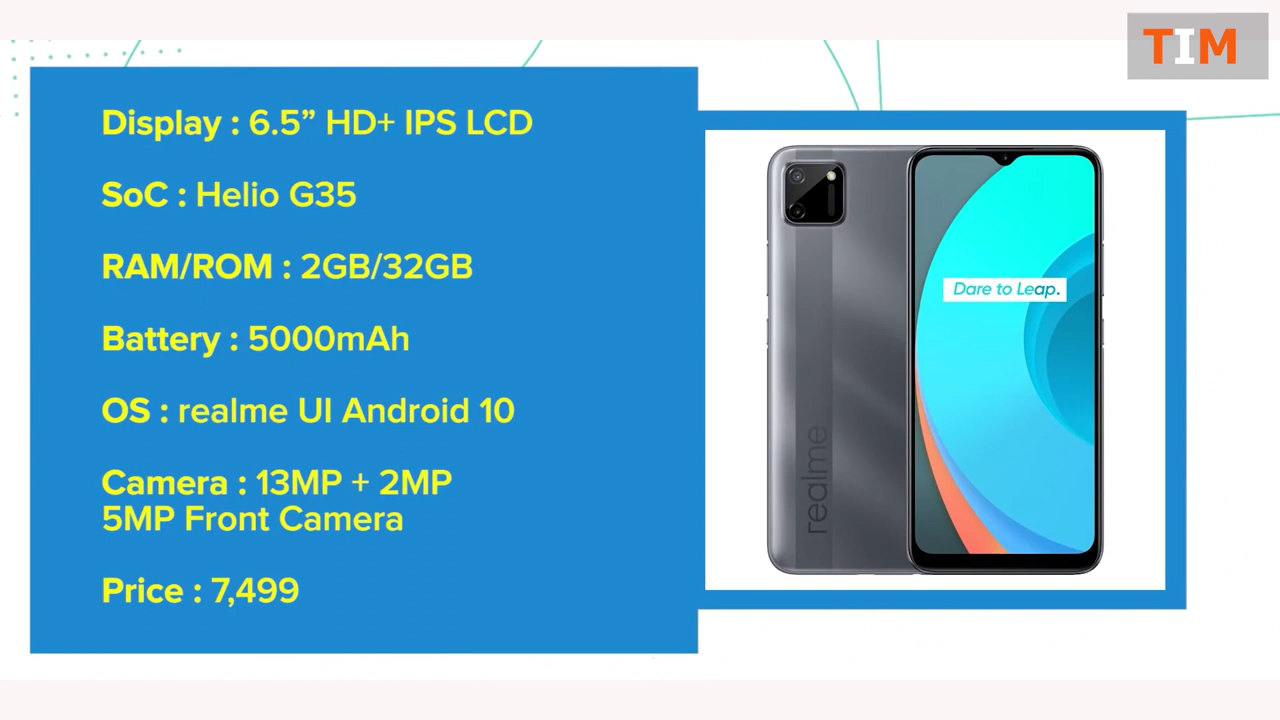 TIM
Display : 6.5” HD+ IPS LCD
SoC : Helio G35
RAM/ROM : 2GB/32GB
Battery : 5000mAh
OS : realme UI Android 10
Camera : 13MP + 2MP
5MP Front Camera
Price : 7,499
Dare to Leap.
realme